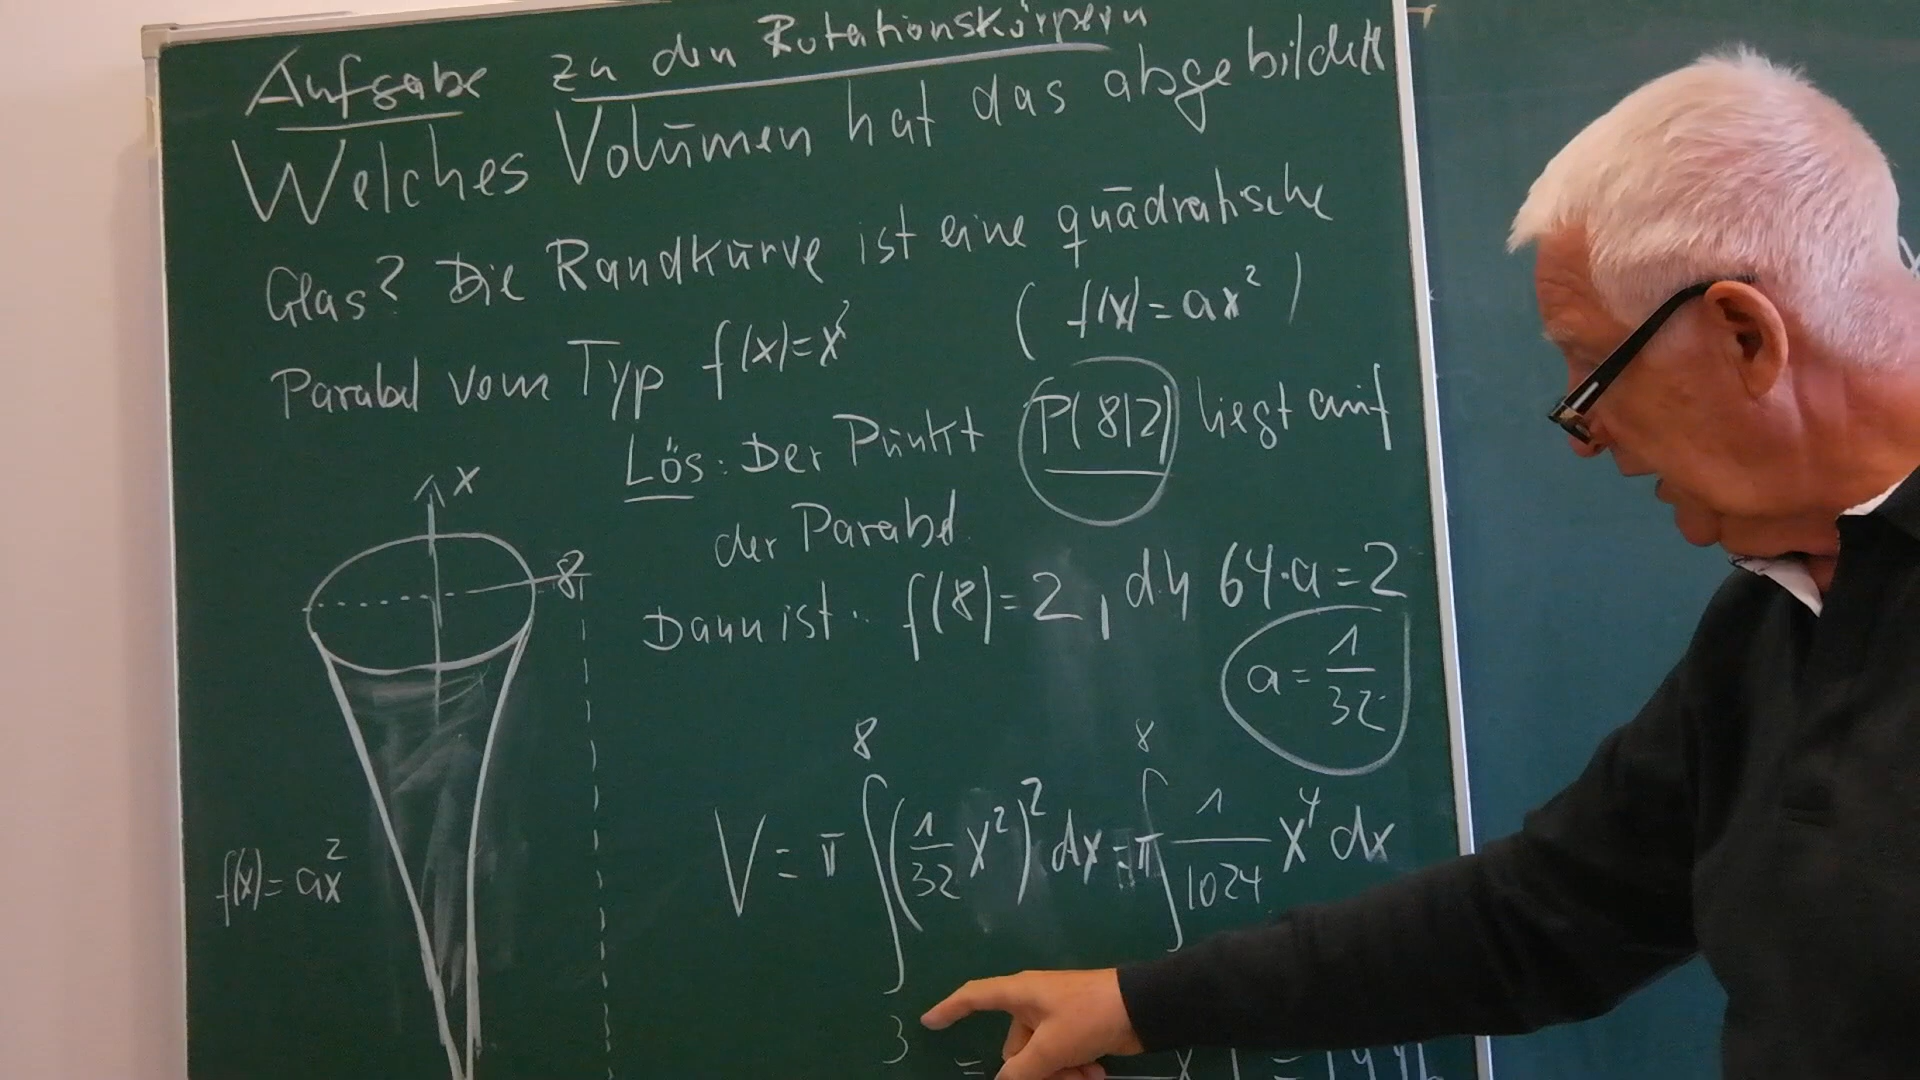 Aufgabe zu den Rotationskörpern
Welches Volumen hat das abgebildete
Glas? Die Randkurve ist eine quadratische
Parabel vom Typ f(x)=x² ( f(x)=ax² )
Lös: Der Punkt P(8|2) liegt auf
der Parabel.
Dann ist: f(8)=2, d.h 64·a=2
a=1/32
x
8
f(x)=ax²
V = π ∫₃⁸ (1/32 x²)² dx = π ∫⁸ 1/1024 x⁴ dx